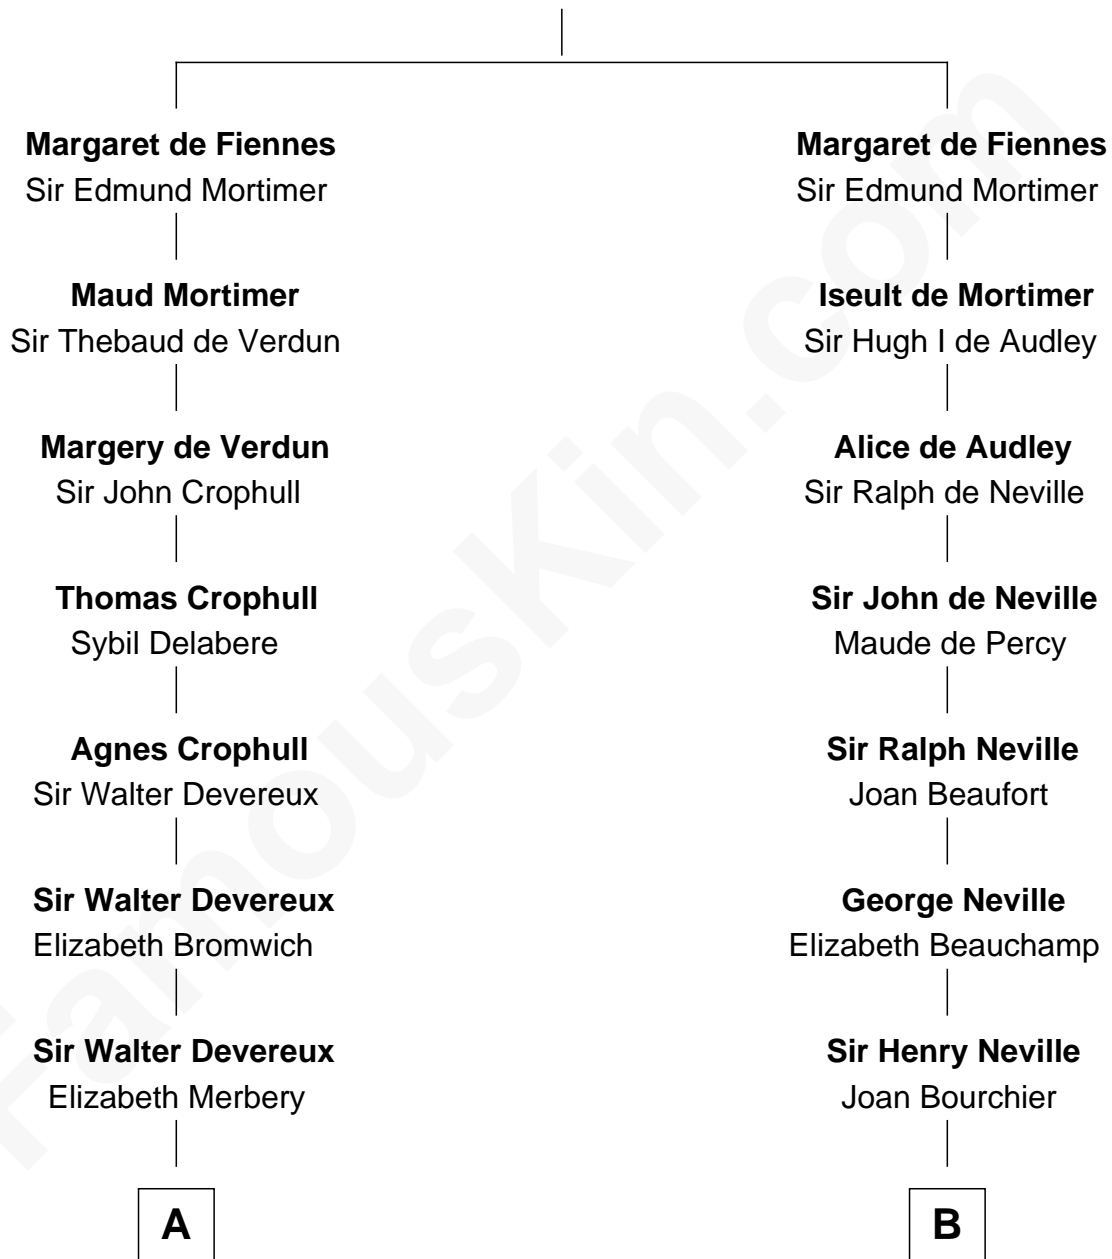 Margaret de Fiennes
Sir Edmund Mortimer
Maud Mortimer
Sir Thebaud de Verdun
Margery de Verdun
Sir John Crophull
Thomas Crophull
Sybil Delabere
Agnes Crophull
Sir Walter Devereux
Sir Walter Devereux
Elizabeth Bromwich
Sir Walter Devereux
Elizabeth Merbery
A
Margaret de Fiennes
Sir Edmund Mortimer
Iseult de Mortimer
Sir Hugh I de Audley
Alice de Audley
Sir Ralph de Neville
Sir John de Neville
Maude de Percy
Sir Ralph Neville
Joan Beaufort
George Neville
Elizabeth Beauchamp
Sir Henry Neville
Joan Bourchier
B
FamousKin.com